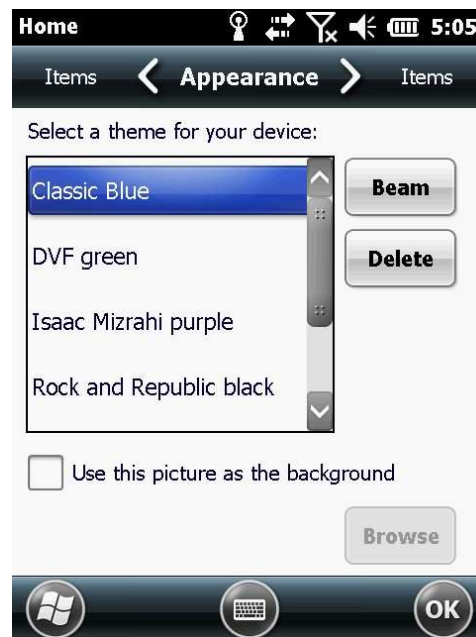 Home 5:05
Items Appearance Items
Select a theme for your device:
Classic Blue
Beam
DVF green
Delete
Isaac Mizrahi purple
Rock and Republic black
Use this picture as the background
Browse
OK